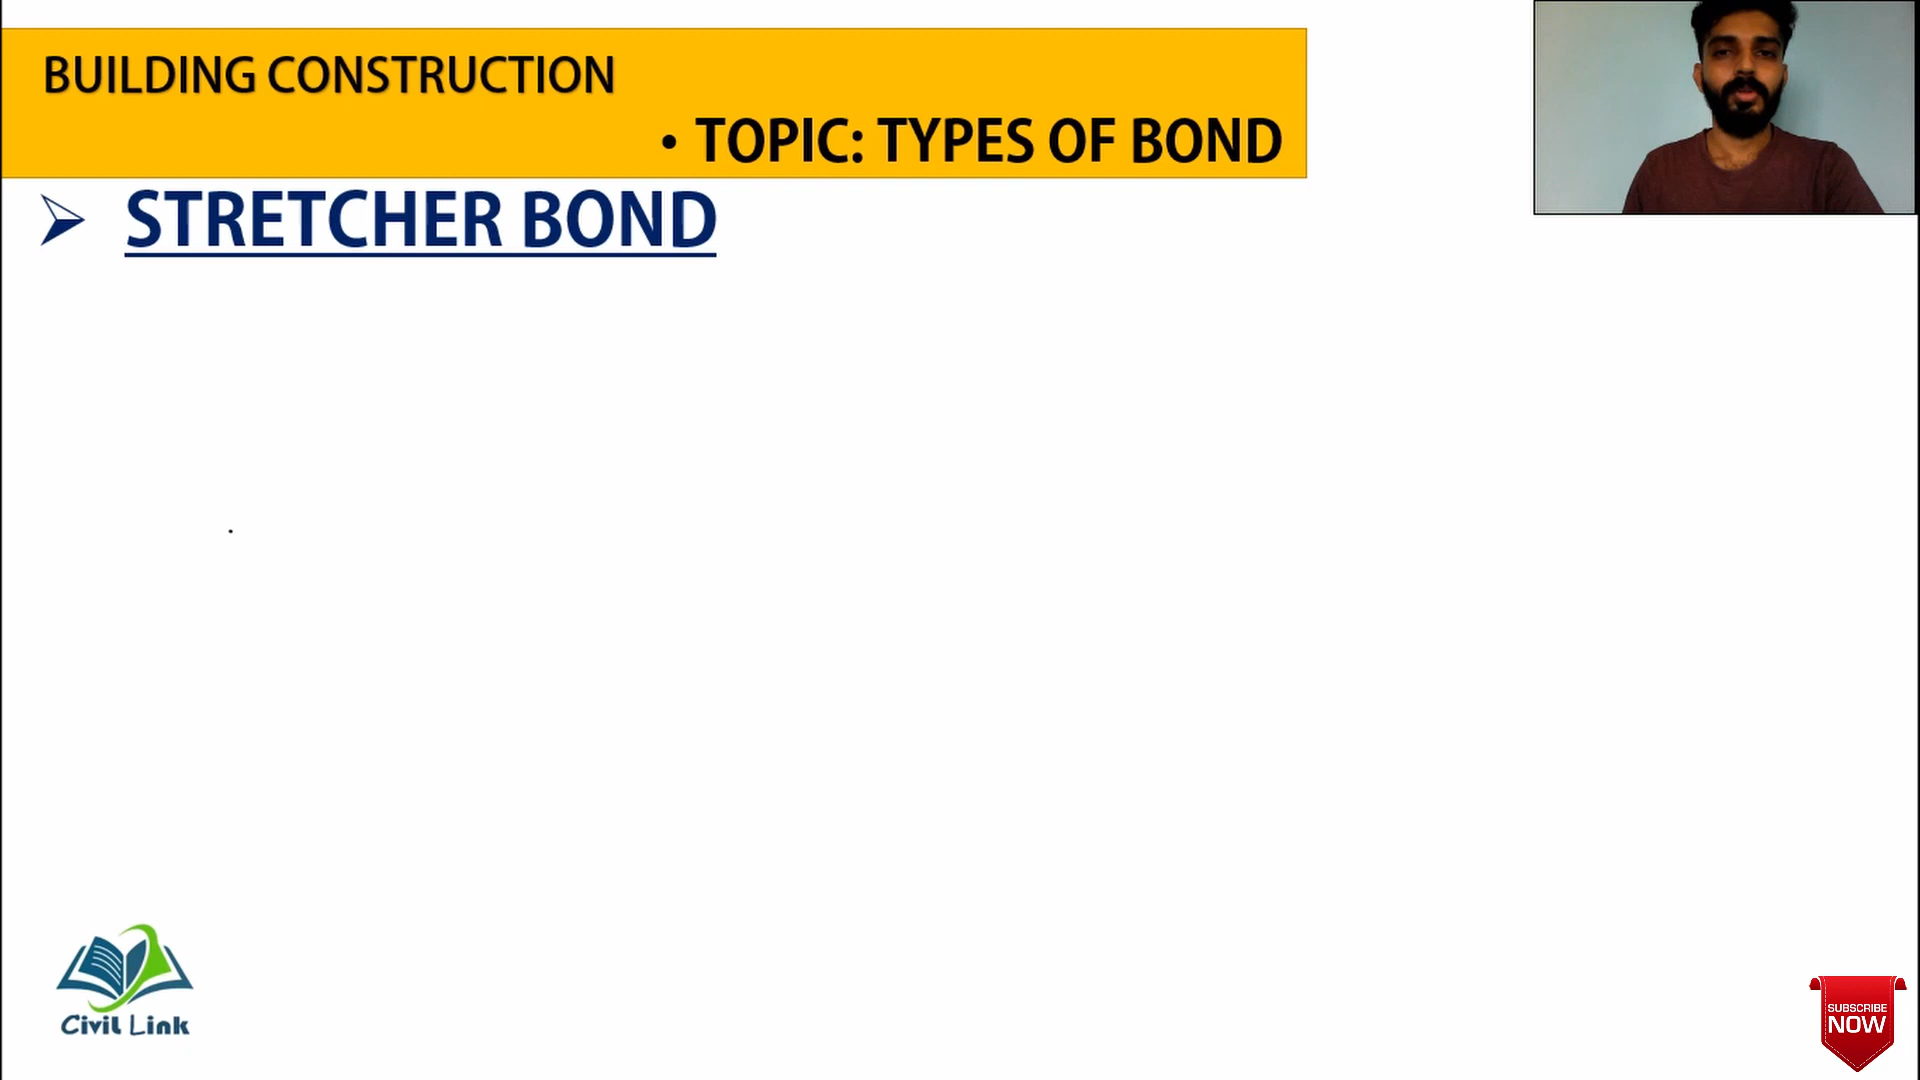 BUILDING CONSTRUCTION
• TOPIC: TYPES OF BOND
➢ STRETCHER BOND
Civil Link
SUBSCRIBE
NOW